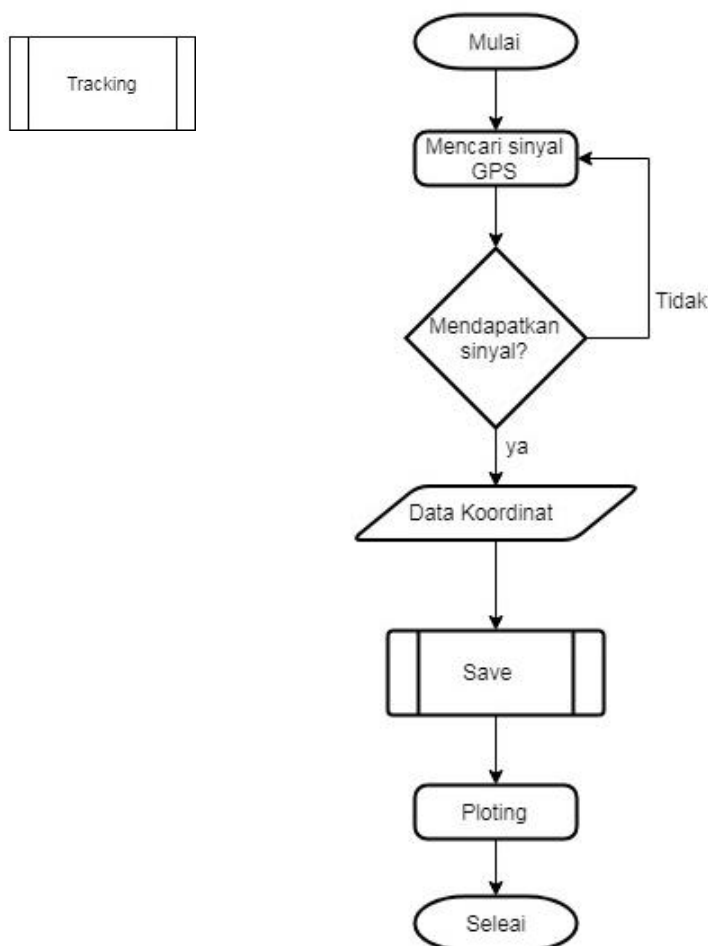 Tracking
Mulai
Mencari sinyal
GPS
Mendapatkan
sinyal?
Tidak
ya
Data Koordinat
Save
Ploting
Seleai